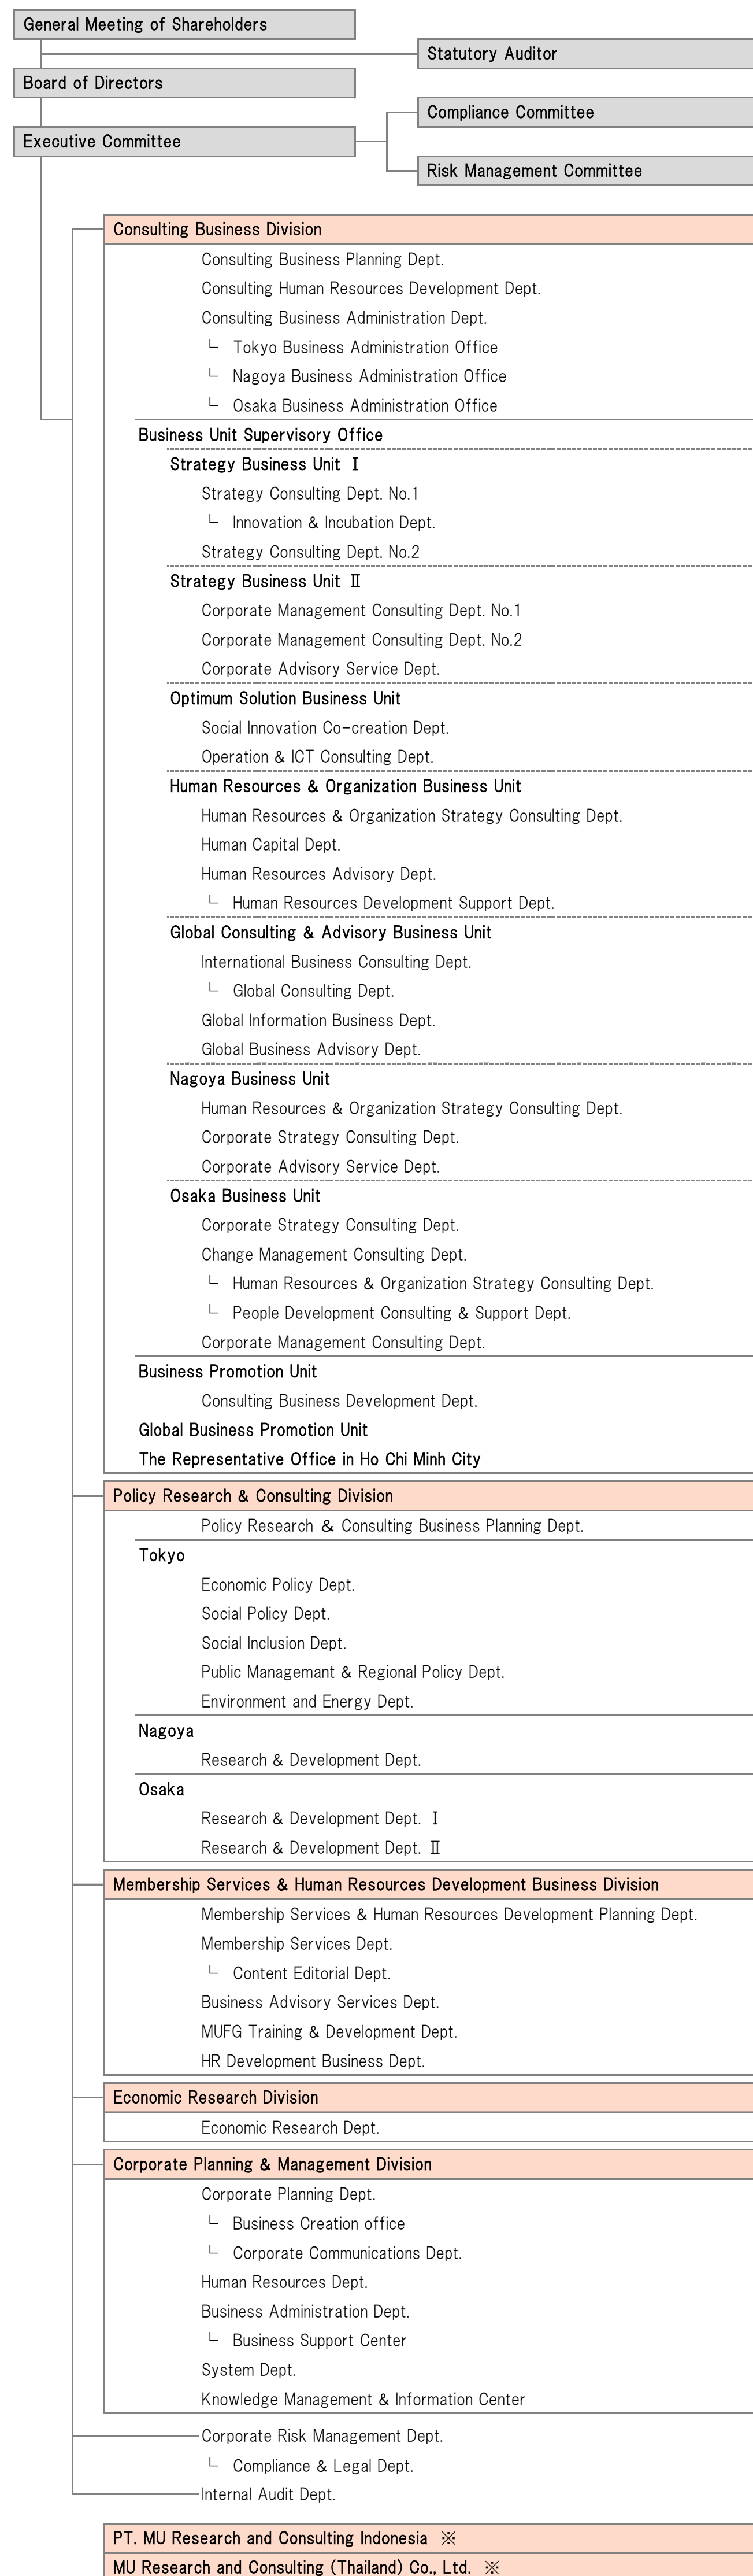 General Meeting of Shareholders
Statutory Auditor
Board of Directors
Compliance Committee
Executive Committee
Risk Management Committee
Consulting Business Division
Consulting Business Planning Dept.
Consulting Human Resources Development Dept.
Consulting Business Administration Dept.
└ Tokyo Business Administration Office
└ Nagoya Business Administration Office
└ Osaka Business Administration Office
Business Unit Supervisory Office
Strategy Business Unit Ⅰ
Strategy Consulting Dept. No.1
└ Innovation & Incubation Dept.
Strategy Consulting Dept. No.2
Strategy Business Unit Ⅱ
Corporate Management Consulting Dept. No.1
Corporate Management Consulting Dept. No.2
Corporate Advisory Service Dept.
Optimum Solution Business Unit
Social Innovation Co-creation Dept.
Operation & ICT Consulting Dept.
Human Resources & Organization Business Unit
Human Resources & Organization Strategy Consulting Dept.
Human Capital Dept.
Human Resources Advisory Dept.
└ Human Resources Development Support Dept.
Global Consulting & Advisory Business Unit
International Business Consulting Dept.
└ Global Consulting Dept.
Global Information Business Dept.
Global Business Advisory Dept.
Nagoya Business Unit
Human Resources & Organization Strategy Consulting Dept.
Corporate Strategy Consulting Dept.
Corporate Advisory Service Dept.
Osaka Business Unit
Corporate Strategy Consulting Dept.
Change Management Consulting Dept.
└ Human Resources & Organization Strategy Consulting Dept.
└ People Development Consulting & Support Dept.
Corporate Management Consulting Dept.
Business Promotion Unit
Consulting Business Development Dept.
Global Business Promotion Unit
The Representative Office in Ho Chi Minh City
Policy Research & Consulting Division
Policy Research ＆ Consulting Business Planning Dept.
Tokyo
Economic Policy Dept.
Social Policy Dept.
Social Inclusion Dept.
Public Managemant & Regional Policy Dept.
Environment and Energy Dept.
Nagoya
Research & Development Dept.
Osaka
Research & Development Dept. Ⅰ
Research & Development Dept. Ⅱ
Membership Services & Human Resources Development Business Division
Membership Services & Human Resources Development Planning Dept.
Membership Services Dept.
└ Content Editorial Dept.
Business Advisory Services Dept.
MUFG Training & Development Dept.
HR Development Business Dept.
Economic Research Division
Economic Research Dept.
Corporate Planning & Management Division
Corporate Planning Dept.
└ Business Creation office
└ Corporate Communications Dept.
Human Resources Dept.
Business Administration Dept.
└ Business Support Center
System Dept.
Knowledge Management & Information Center
Corporate Risk Management Dept.
└ Compliance & Legal Dept.
Internal Audit Dept.
PT. MU Research and Consulting Indonesia ※
MU Research and Consulting (Thailand) Co., Ltd. ※